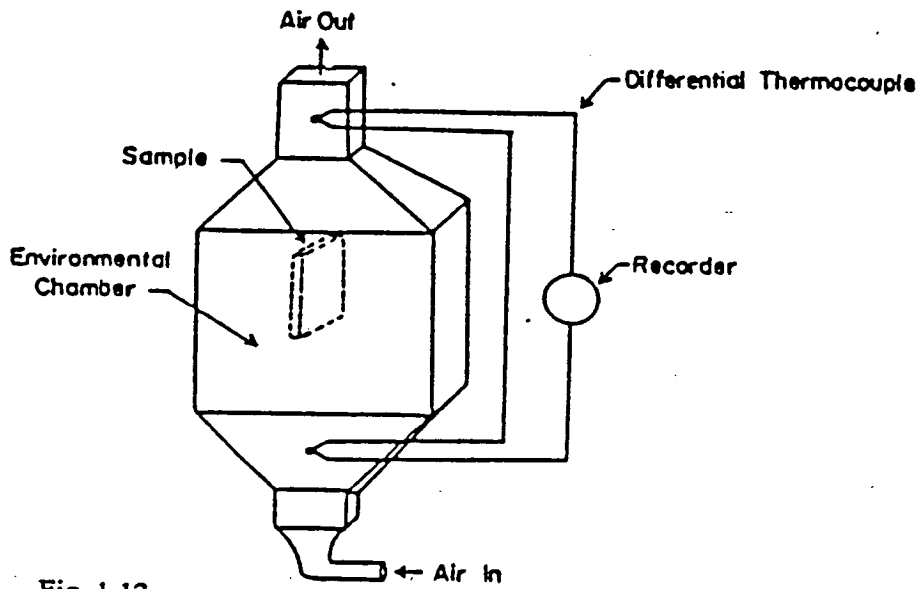 Air Out
Differential Thermocouple
Sample
Environmental
Chamber
Recorder
Air In